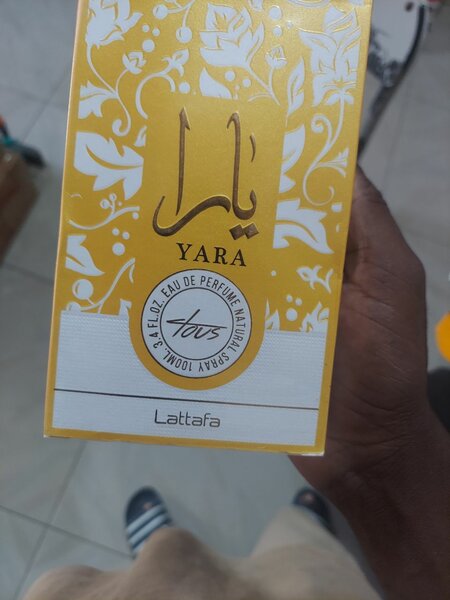 يارا
YARA
EAU DE PERFUME NATURAL SPRAY 100ML. 3.4 FL.OZ.
tous
Lattafa